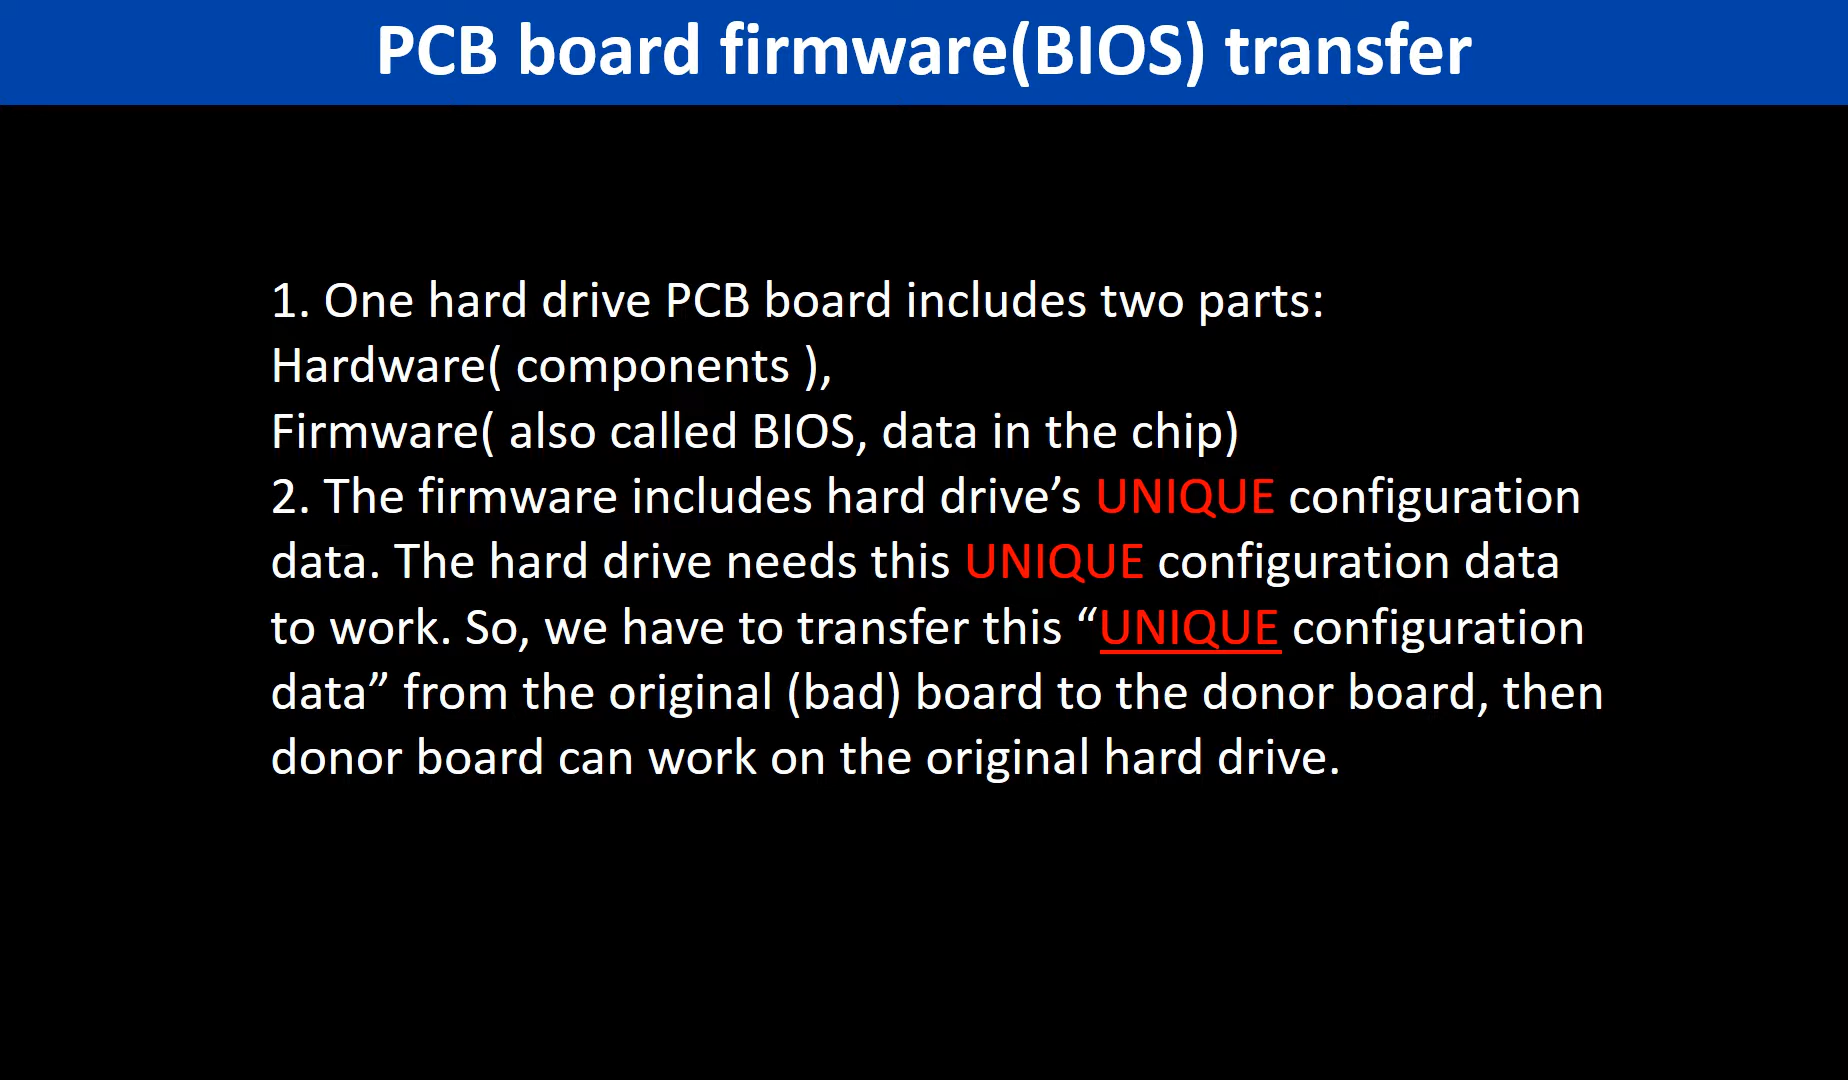 PCB board firmware(BIOS) transfer
1. One hard drive PCB board includes two parts:
Hardware( components ),
Firmware( also called BIOS, data in the chip)
2. The firmware includes hard drive’s UNIQUE configuration
data. The hard drive needs this UNIQUE configuration data
to work. So, we have to transfer this “UNIQUE configuration
data” from the original (bad) board to the donor board, then
donor board can work on the original hard drive.